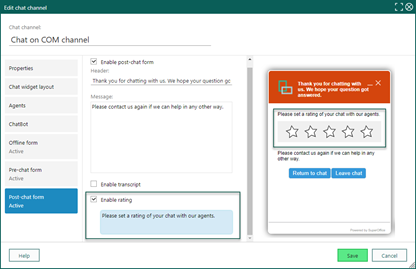 Edit chat channel
Chat channel:
Chat on COM channel
Properties
Chat widget layout
Agents
ChatBot
Offline form
Active
Pre-chat form
Active
Post-chat form
Active
Enable post-chat form
Header:
Thank you for chatting with us. We hope your question gc
Message:
Please contact us again if we can help in any other way.
Enable transcript
Enable rating
Please set a rating of your chat with our agents.
Thank you for chatting with
us. We hope your question got
answered.
Please set a rating of your chat with our agents.
Please contact us again if we can help in any
other way.
Return to chat
Leave chat
Powered by SuperOffice
Help
Save
Cancel